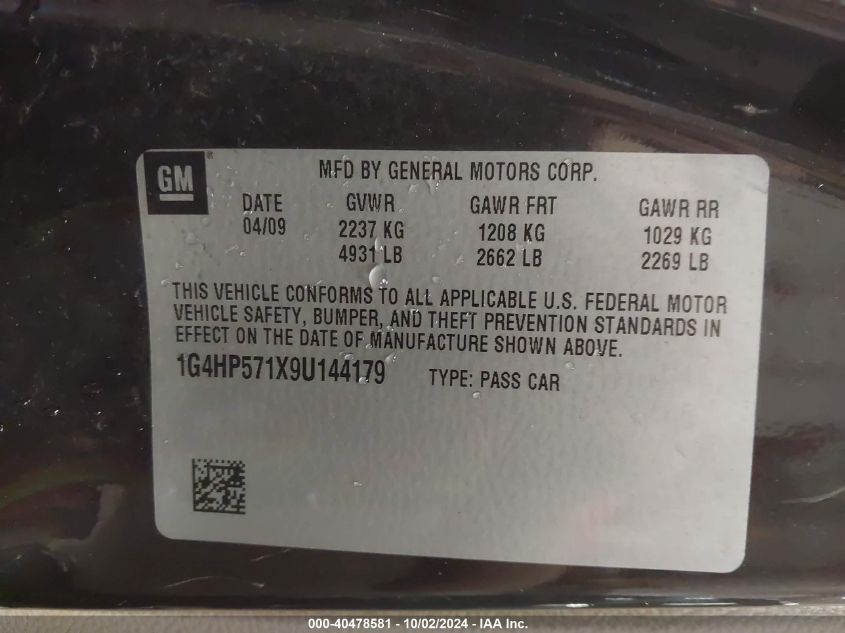 GM ®
MFD BY GENERAL MOTORS CORP.
DATE GVWR GAWR FRT GAWR RR
04/09 2237 KG 1208 KG 1029 KG
4931 LB 2662 LB 2269 LB
THIS VEHICLE CONFORMS TO ALL APPLICABLE U.S. FEDERAL MOTOR
VEHICLE SAFETY, BUMPER, AND THEFT PREVENTION STANDARDS IN
EFFECT ON THE DATE OF MANUFACTURE SHOWN ABOVE.
1G4HP571X9U144179 TYPE: PASS CAR
000-40478581 - 10/02/2024 - IAA Inc.